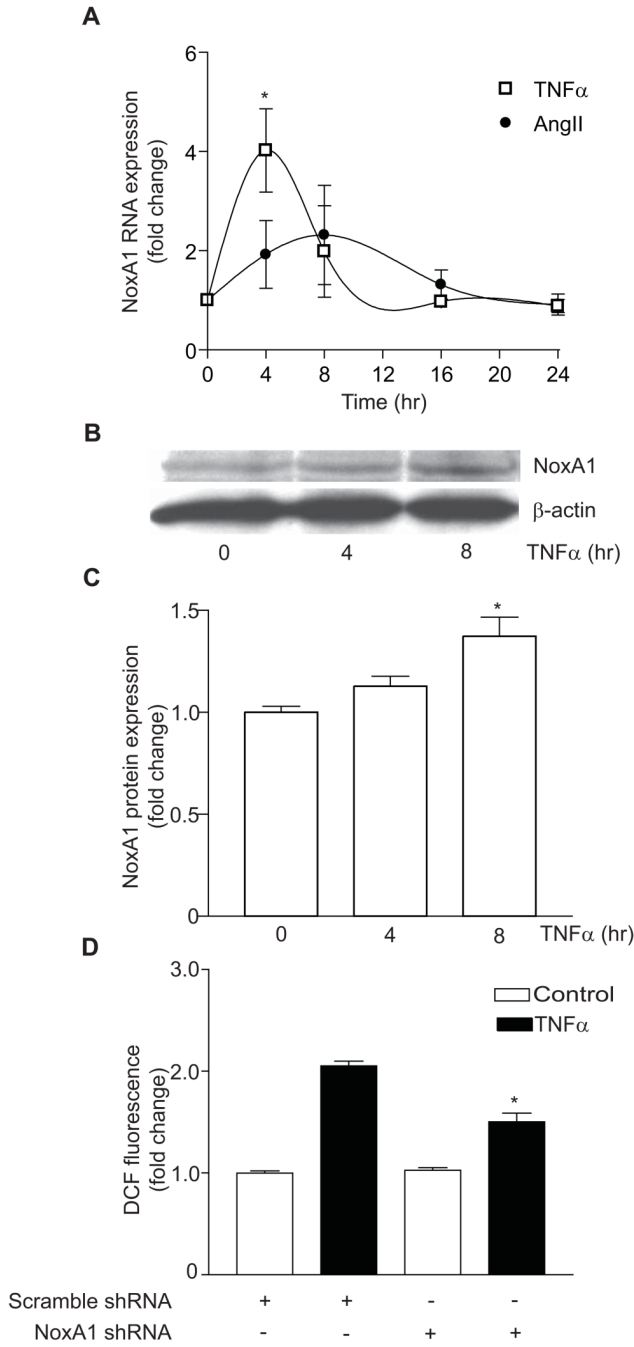 A
NoxA1 RNA expression
(fold change)
6
4
2
0
*
TNFα
AngII
0 4 8 12 16 20 24
Time (hr)
B
NoxA1
β-actin
0 4 8 TNFα (hr)
C
NoxA1 protein expression
(fold change)
1.5
1.0
0.5
0
*
0 4 8 TNFα (hr)
D
DCF fluorescence
(fold change)
3.0
2.0
1.0
0
Control
TNFα
*
Scramble shRNA + + - -
NoxA1 shRNA - - + +